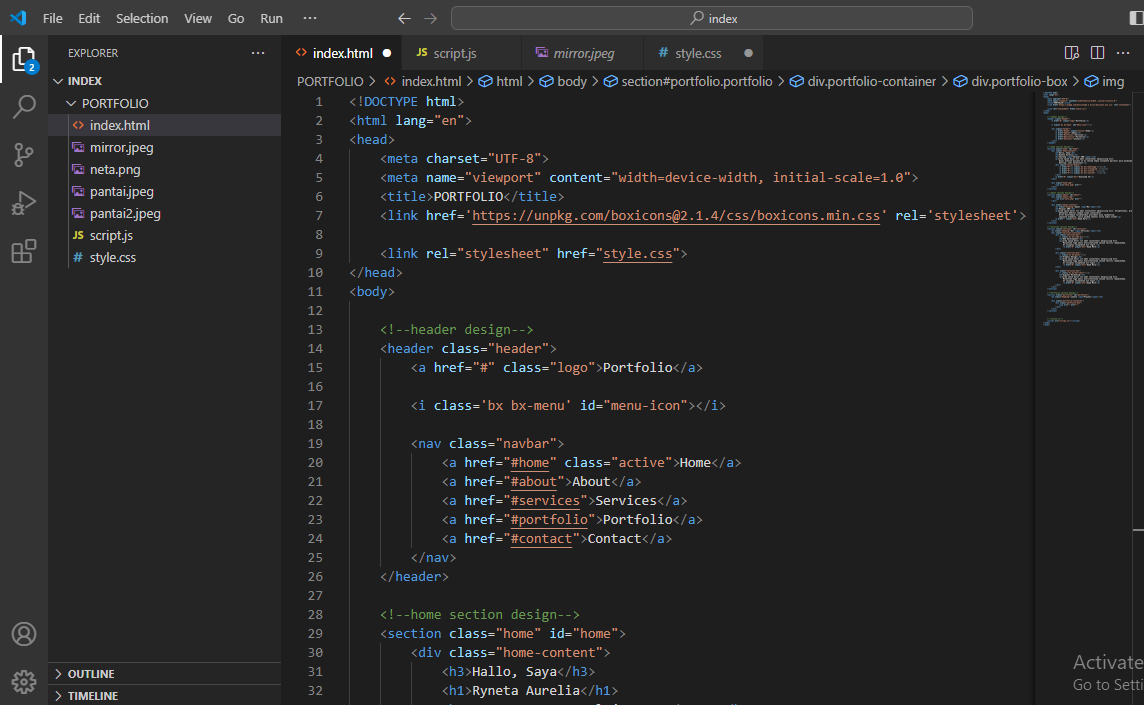 File Edit Selection View Go Run ···
index
EXPLORER ···
INDEX
PORTFOLIO
index.html
mirror.jpeg
neta.png
pantai.jpeg
pantai2.jpeg
JS script.js
# style.css
OUTLINE
TIMELINE
2
index.html
JS script.js
mirror.jpeg
# style.css
PORTFOLIO > index.html > html > body > section#portfolio.portfolio > div.portfolio-container > div.portfolio-box > img
1 <!DOCTYPE html>
2 <html lang="en">
3 <head>
4 <meta charset="UTF-8">
5 <meta name="viewport" content="width=device-width, initial-scale=1.0">
6 <title>PORTFOLIO</title>
7 <link href='https://unpkg.com/boxicons@2.1.4/css/boxicons.min.css' rel='stylesheet'>
8
9 <link rel="stylesheet" href="style.css">
10 </head>
11 <body>
12
13 <!--header design-->
14 <header class="header">
15 <a href="#" class="logo">Portfolio</a>
16
17 <i class='bx bx-menu' id="menu-icon"></i>
18
19 <nav class="navbar">
20 <a href="#home" class="active">Home</a>
21 <a href="#about">About</a>
22 <a href="#services">Services</a>
23 <a href="#portfolio">Portfolio</a>
24 <a href="#contact">Contact</a>
25 </nav>
26 </header>
27
28 <!--home section design-->
29 <section class="home" id="home">
30 <div class="home-content">
31 <h3>Hallo, Saya</h3>
32 <h1>Ryneta Aurelia</h1>
Activate
Go to Setti